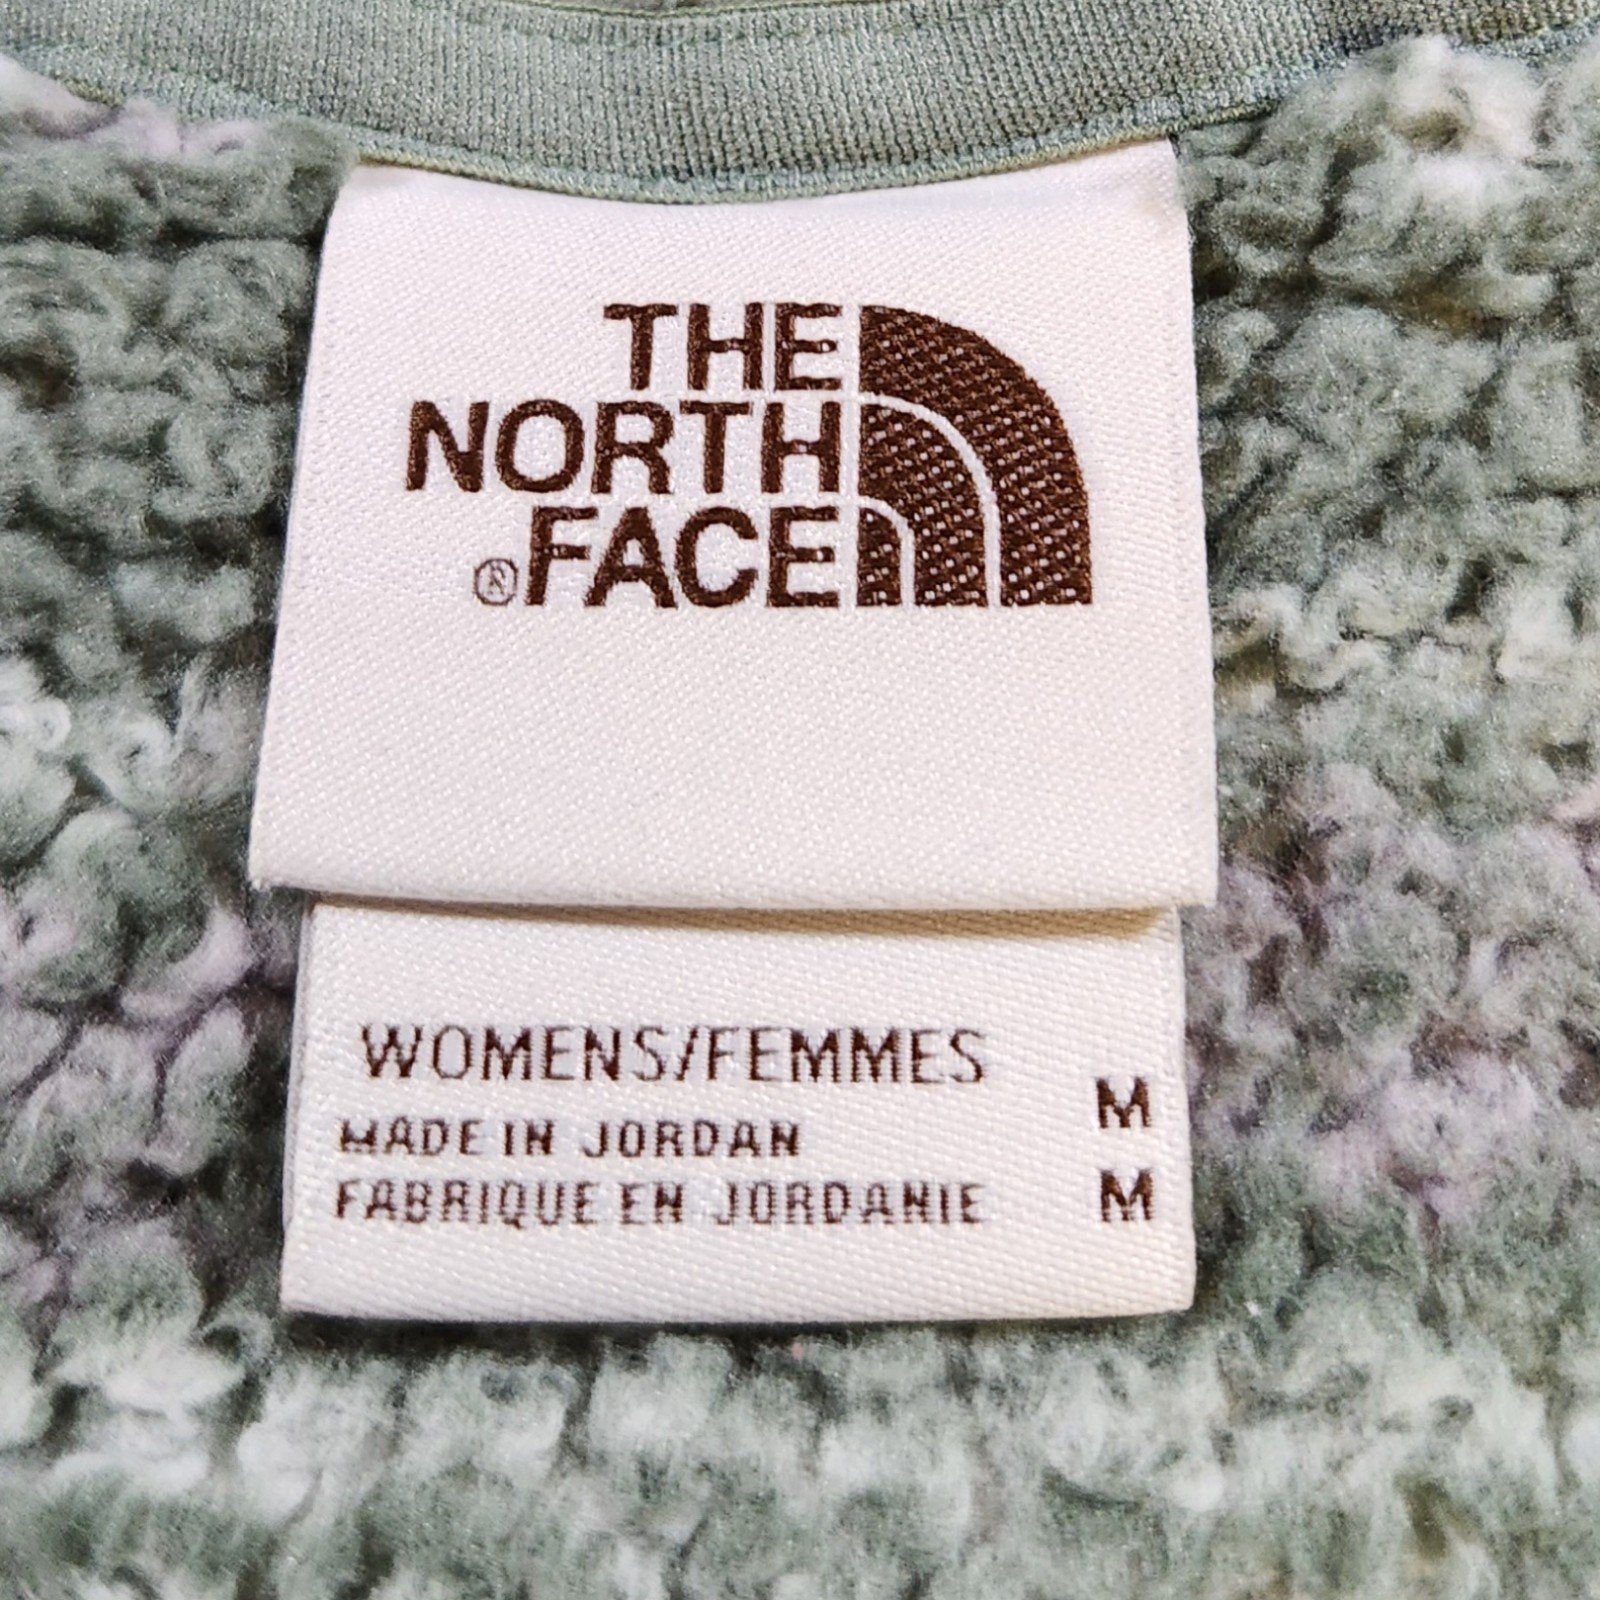 THE
NORTH
®FACE
WOMENS/FEMMES
MADE IN JORDAN M
FABRIQUE EN JORDANIE M